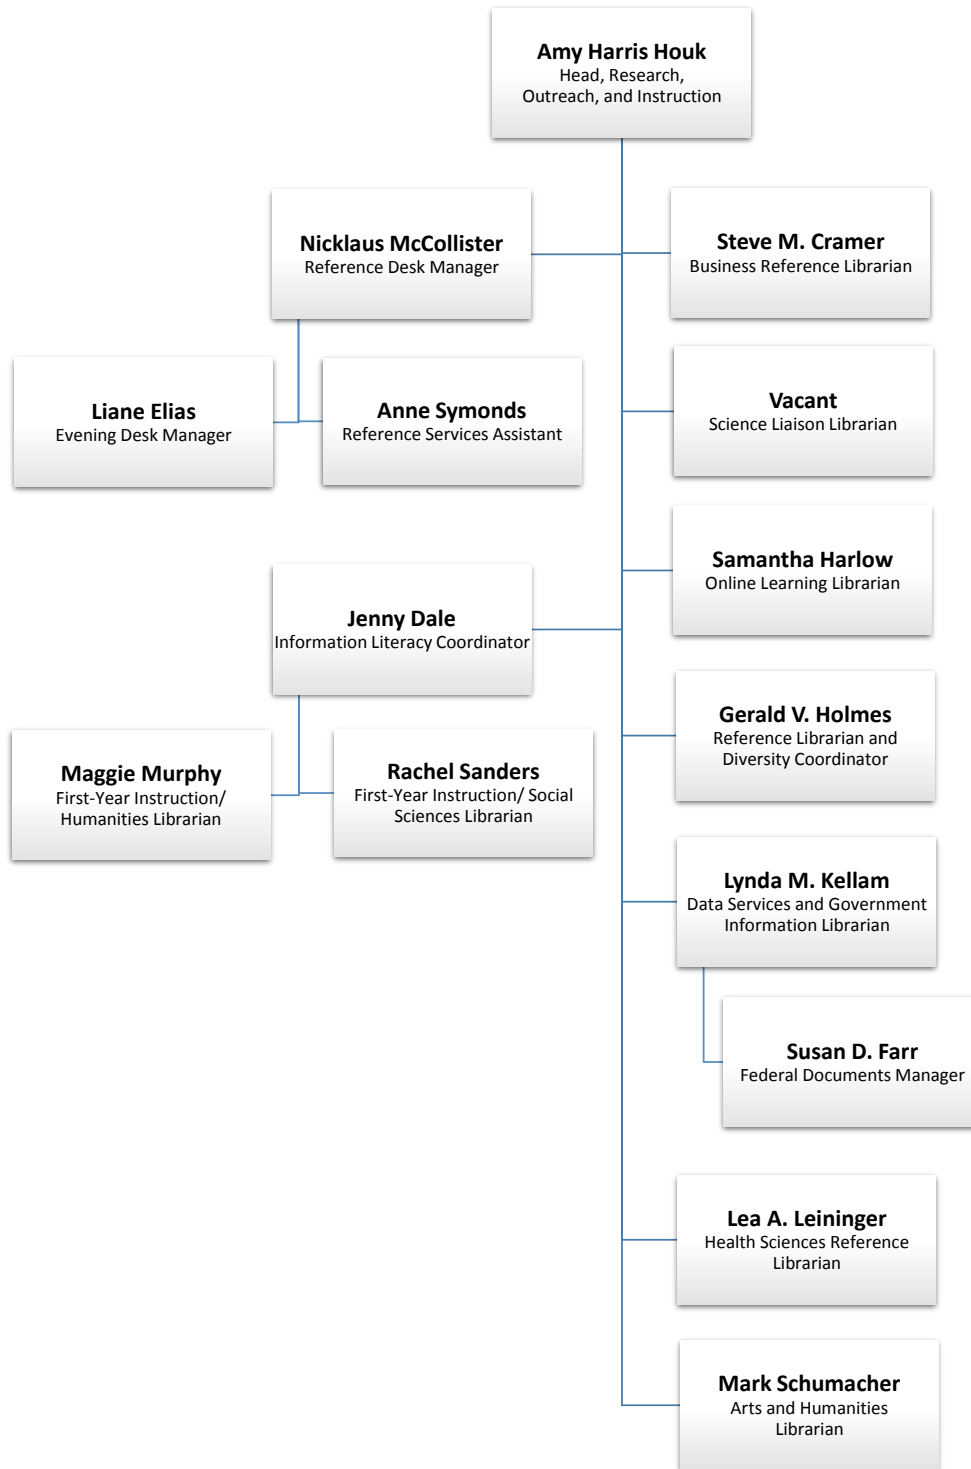 Amy Harris Houk
Head, Research,
Outreach, and Instruction
Nicklaus McCollister
Reference Desk Manager
Steve M. Cramer
Business Reference Librarian
Liane Elias
Evening Desk Manager
Anne Symonds
Reference Services Assistant
Vacant
Science Liaison Librarian
Samantha Harlow
Online Learning Librarian
Jenny Dale
Information Literacy Coordinator
Gerald V. Holmes
Reference Librarian and
Diversity Coordinator
Maggie Murphy
First-Year Instruction/
Humanities Librarian
Rachel Sanders
First-Year Instruction/ Social
Sciences Librarian
Lynda M. Kellam
Data Services and Government
Information Librarian
Susan D. Farr
Federal Documents Manager
Lea A. Leininger
Health Sciences Reference
Librarian
Mark Schumacher
Arts and Humanities
Librarian